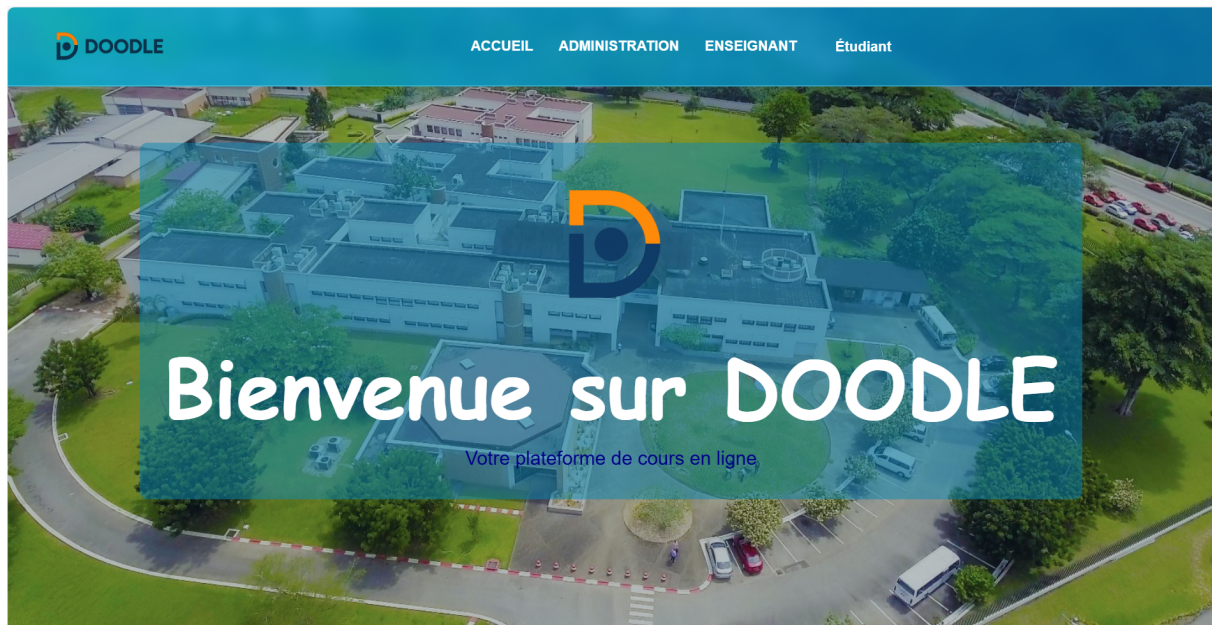 DOODLE
ACCUEIL ADMINISTRATION ENSEIGNANT Étudiant
Bienvenue sur DOODLE
Votre plateforme de cours en ligne